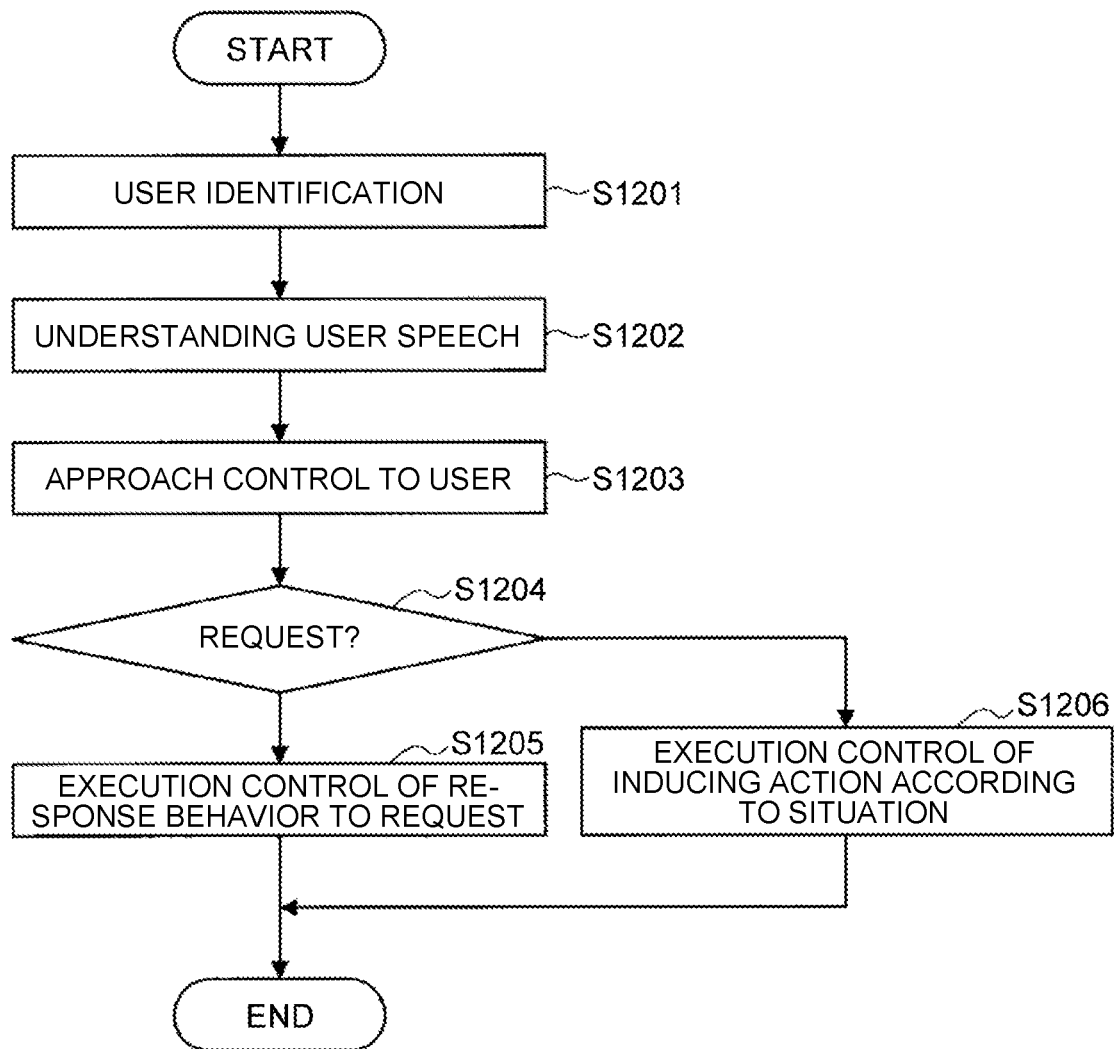 START
USER IDENTIFICATION
S1201
UNDERSTANDING USER SPEECH
S1202
APPROACH CONTROL TO USER
S1203
S1204
REQUEST?
S1205
EXECUTION CONTROL OF RE-
SPONSE BEHAVIOR TO REQUEST
S1206
EXECUTION CONTROL OF
INDUCING ACTION ACCORDING
TO SITUATION
END